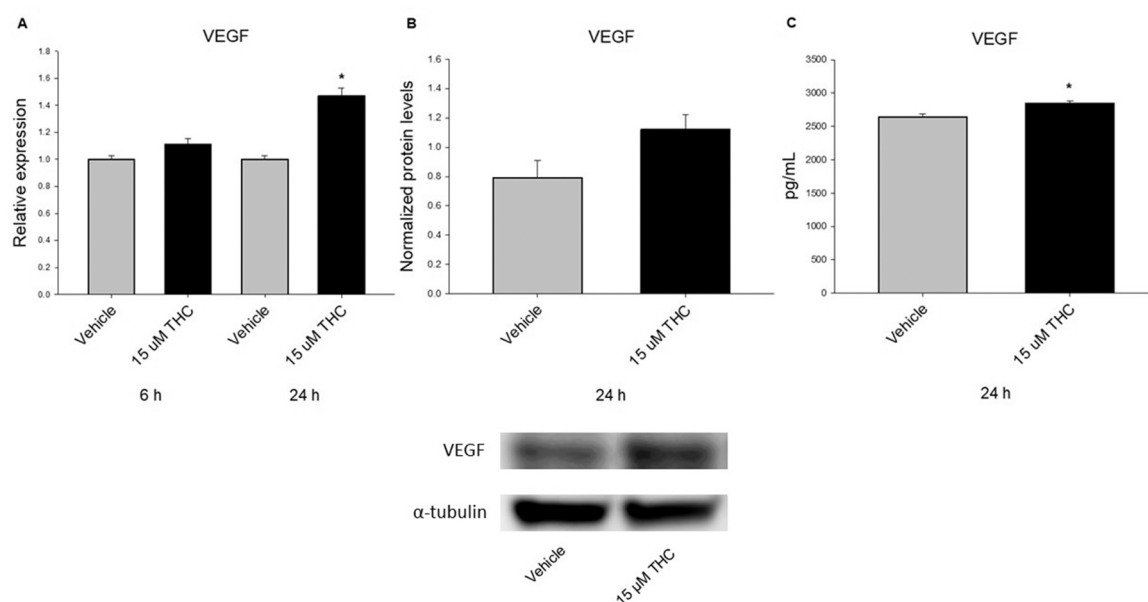 A
VEGF
Relative expression
1.8
1.6
1.4
1.2
1.0
0.8
0.6
0.4
0.2
0.0
*
Vehicle
15 uM THC
Vehicle
15 uM THC
6 h
24 h
B
VEGF
Normalized protein levels
1.6
1.4
1.2
1.0
0.8
0.6
0.4
0.2
0.0
Vehicle
15 uM THC
24 h
C
VEGF
pg/mL
3500
3000
2500
2000
1500
1000
500
0
*
Vehicle
15 uM THC
24 h
VEGF
α-tubulin
Vehicle
15 µM THC